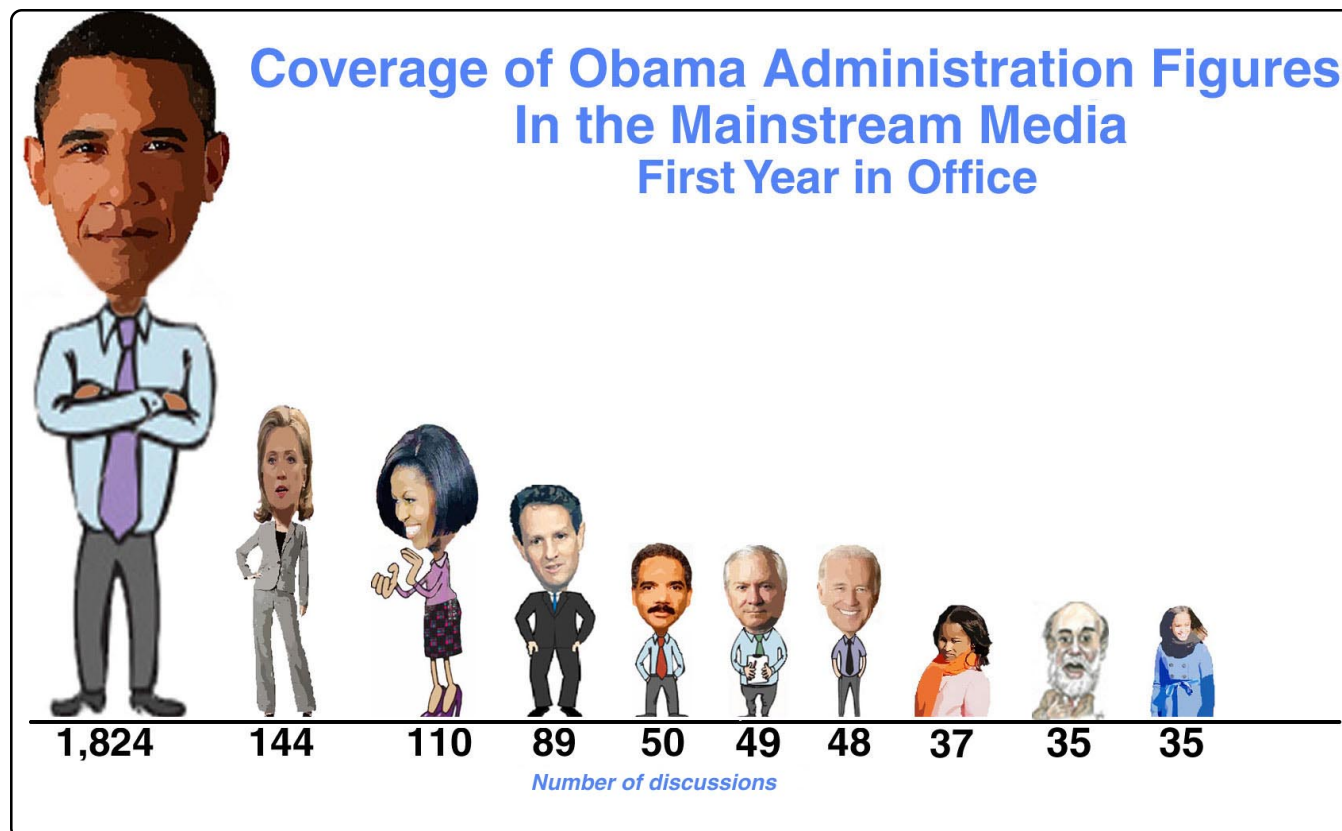 Coverage of Obama Administration Figures
In the Mainstream Media
First Year in Office
1,824 144 110 89 50 49 48 37 35 35
Number of discussions